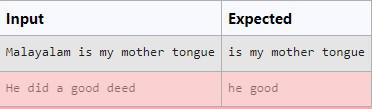 Input Expected
Malayalam is my mother tongue is my mother tongue
He did a good deed he good